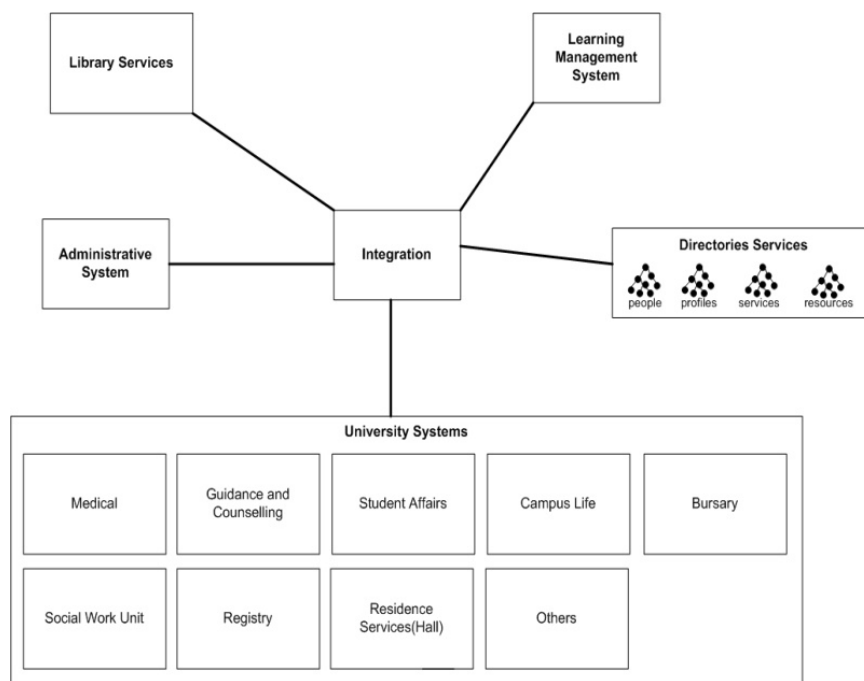 Library Services
Learning
Management
System
Administrative
System
Integration
Directories Services
people profiles services resources
University Systems
Medical
Guidance and
Counselling
Student Affairs
Campus Life
Bursary
Social Work Unit
Registry
Residence
Services(Hall)
Others